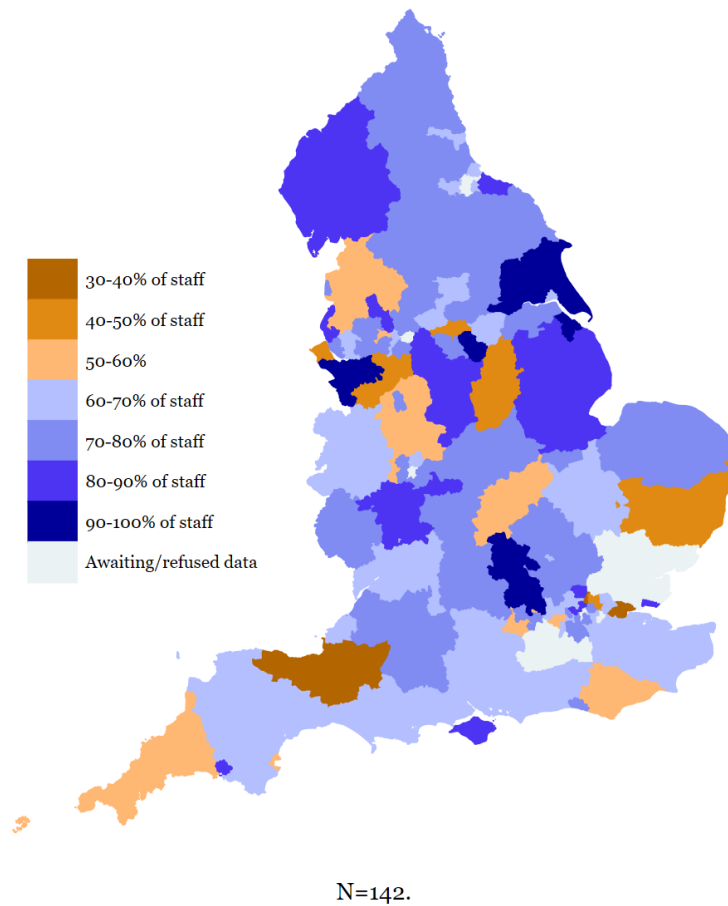 30-40% of staff
40-50% of staff
50-60%
60-70% of staff
70-80% of staff
80-90% of staff
90-100% of staff
Awaiting/refused data
N=142.